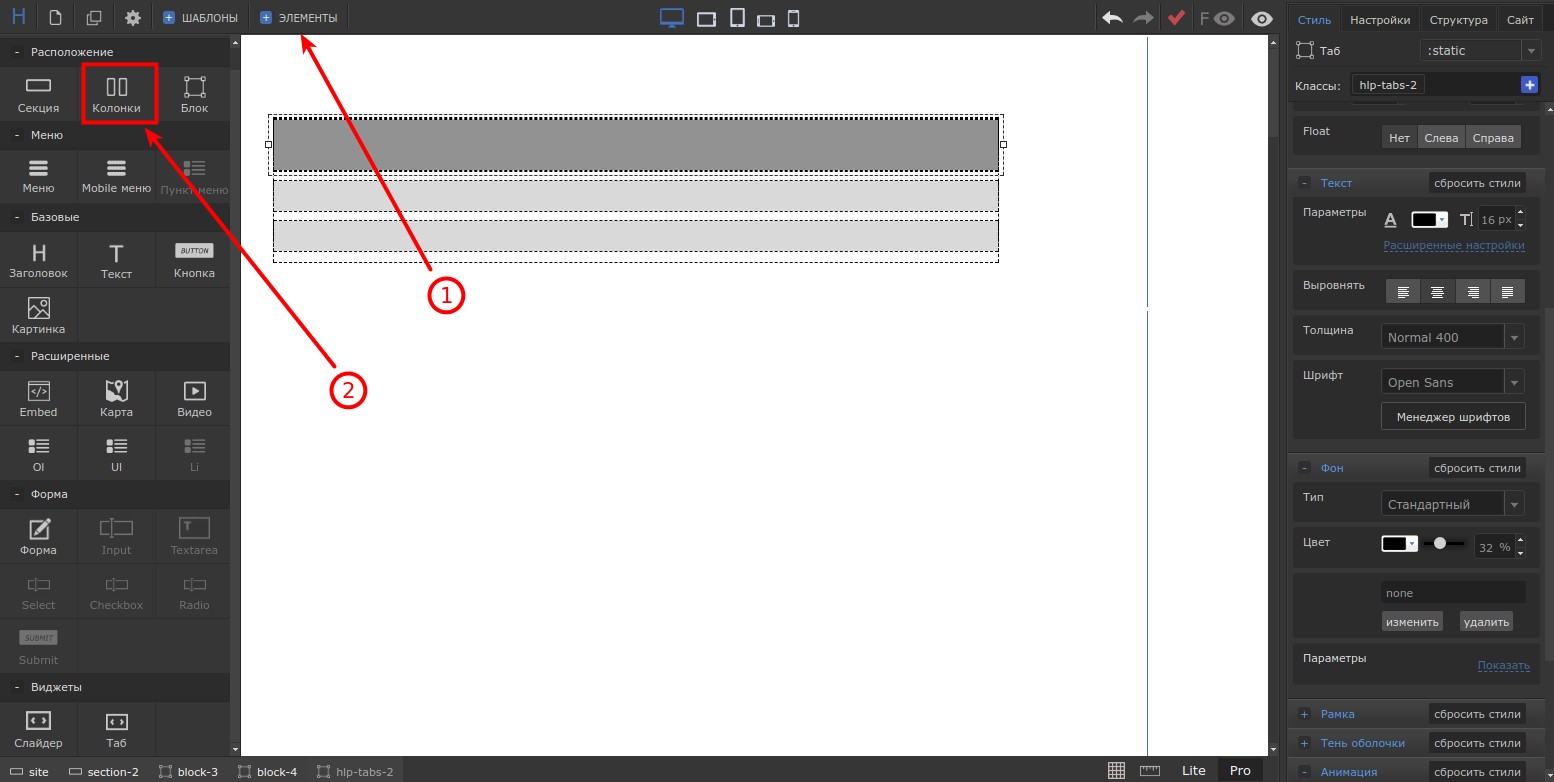 H
ШАБЛОНЫ
ЭЛЕМЕНТЫ
F
Стиль Настройки Структура Сайт
Таб :static
Классы: hlp-tabs-2
- Расположение
Секция Колонки Блок
- Меню
Меню Mobile меню Пункт меню
- Базовые
H T BUTTON
Заголовок Текст Кнопка
Картинка
- Расширенные
Embed Карта Видео
Ol Ul Li
- Форма
Форма Input Textarea
Select Checkbox Radio
SUBMIT
Submit
- Виджеты
Слайдер Таб
1
2
Float Нет Слева Справа
- Текст сбросить стили
Параметры A T 16 px
Расширенные настройки
Выровнять
Толщина Normal 400
Шрифт Open Sans
Менеджер шрифтов
- Фон сбросить стили
Тип Стандартный
Цвет 32 %
none
изменить удалить
Параметры Показать
+ Рамка сбросить стили
+ Тень оболочки сбросить стили
- Анимация сбросить стили
site section-2 block-3 block-4 hlp-tabs-2 Lite Pro